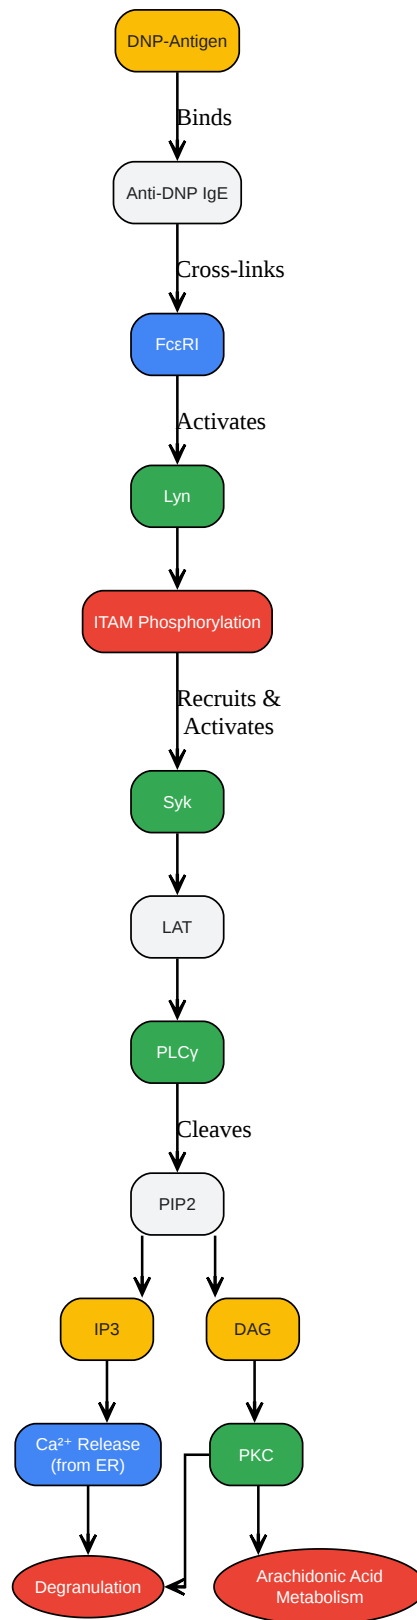 DNP-Antigen
Binds
Anti-DNP IgE
Cross-links
FcεRI
Activates
Lyn
ITAM Phosphorylation
Recruits &
Activates
Syk
LAT
PLCγ
Cleaves
PIP2
IP3
DAG
Ca²⁺ Release
(from ER)
PKC
Degranulation
Arachidonic Acid
Metabolism